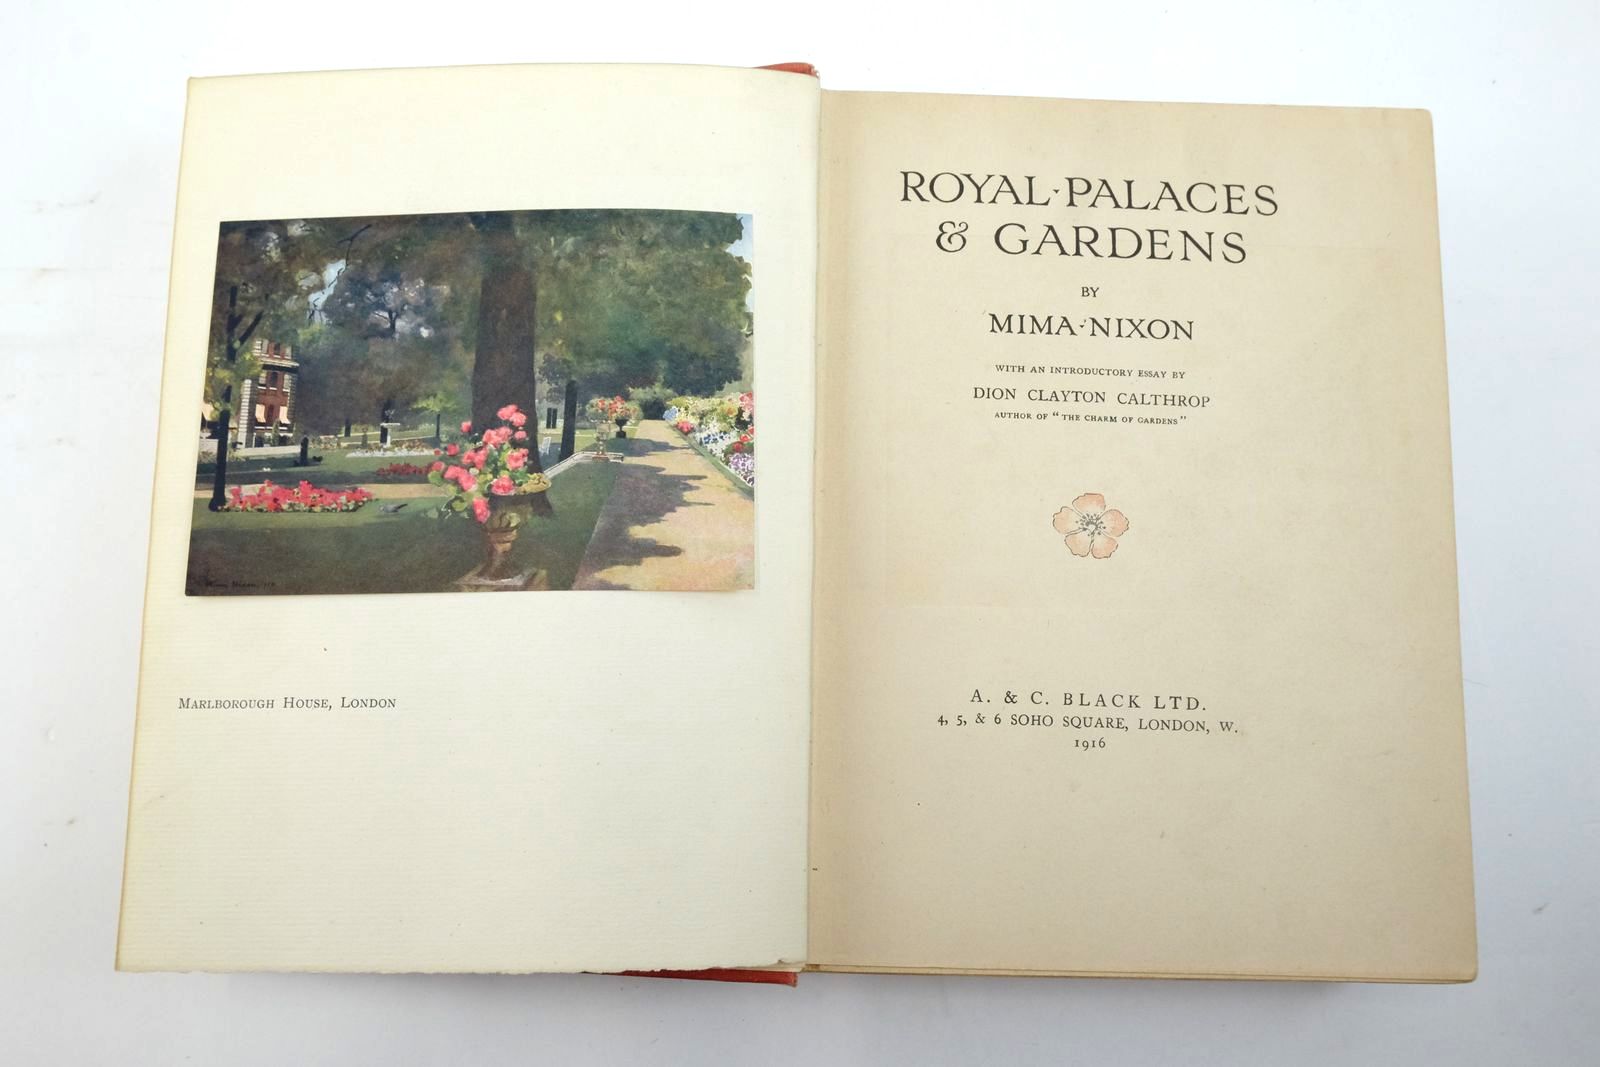 Marlborough House, London
ROYAL·PALACES
& GARDENS
BY
MIMA·NIXON
WITH AN INTRODUCTORY ESSAY BY
DION CLAYTON CALTHROP
AUTHOR OF "THE CHARM OF GARDENS"
A. & C. BLACK LTD.
4, 5, & 6 SOHO SQUARE, LONDON, W.
1916